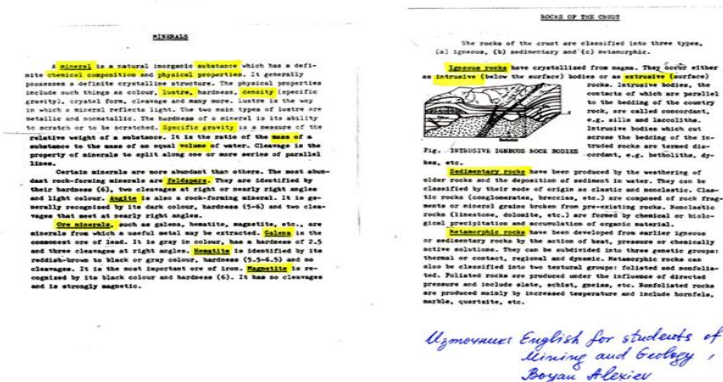 MINERALS
A mineral is a natural inorganic substance which has a defi-
nite chemical composition and physical properties. It generally
possesses a definite crystalline structure. The physical properties
include such things as colour, lustre, hardness, density (specific
gravity), crystal form, cleavage and many more. Lustre is the way
in which a mineral reflects light. The two main types of lustre are
metallic and nonmetallic. The hardness of a mineral is its ability
to scratch or to be scratched. Specific gravity is a measure of the
relative weight of a substance. It is the ratio of the mass of a
substance to the mass of an equal volume of water. Cleavage is the
property of minerals to split along one or more series of parallel
lines.
Certain minerals are more abundant than others. The most abun-
dant rock-forming minerals are feldspars. They are identified by
their hardness (6), two cleavages at right or nearly right angles
and light colour. Augite is also a rock-forming mineral. It is ge-
nerally recognized by its dark colour, hardness (5-6) and two clea-
vages that meet at nearly right angles.
Ore minerals, such as galena, hematite, magnetite, etc., are
minerals from which a useful metal may be extracted. Galena is the
commonest ore of lead. It is gray in colour, has a hardness of 2.5
and three cleavages at right angles. Hematite is identified by its
reddish-brown to black or gray colour, hardness (5.5-6.5) and no
cleavages. It is the most important ore of iron. Magnetite is re-
cognized by its black colour and hardness (6). It has no cleavages
and is strongly magnetic.
ROCKS OF THE CRUST
The rocks of the crust are classified into three types,
(a) igneous, (b) sedimentary and (c) metamorphic.
Igneous rocks have crystallized from magma. They occur either
as intrusive (below the surface) bodies or as extrusive (surface)
rocks. Intrusive bodies, the
contacts of which are parallel
to the bedding of the country
rock, are called concordant,
e.g. sills and laccoliths.
Intrusive bodies which cut
across the bedding of the in-
truded rocks are termed dis-
cordant, e.g. batholiths, dy-
Fig. INTRUSIVE IGNEOUS ROCK BODIES
kes, etc.
Sedimentary rocks have been produced by the weathering of
older rocks and the deposition of sediment in water. They can be
classified by their mode of origin as clastic and nonclastic. Clas-
tic rocks (conglomerates, breccias, etc.) are composed of rock frag-
ments or mineral grains broken from pre-existing rocks. Nonclastic
rocks (limestone, dolomite, etc.) are formed by chemical or biolo-
gical precipitation and accumulation of organic material.
Metamorphic rocks have been developed from earlier igneous
or sedimentary rocks by the action of heat, pressure or chemically
active solutions. They can be subdivided into three genetic groups:
thermal or contact, regional and dynamic. Metamorphic rocks can
also be classified into two textural groups: foliated and nonfolia-
ted. Foliated rocks are produced under the influence of directed
pressure and include slate, schist, gneiss, etc. Nonfoliated rocks
are produced mainly by increased temperature and include hornfels,
marble, quartzite, etc.
Източник: English for students of
Mining and Geology,
Boyan Alexiev